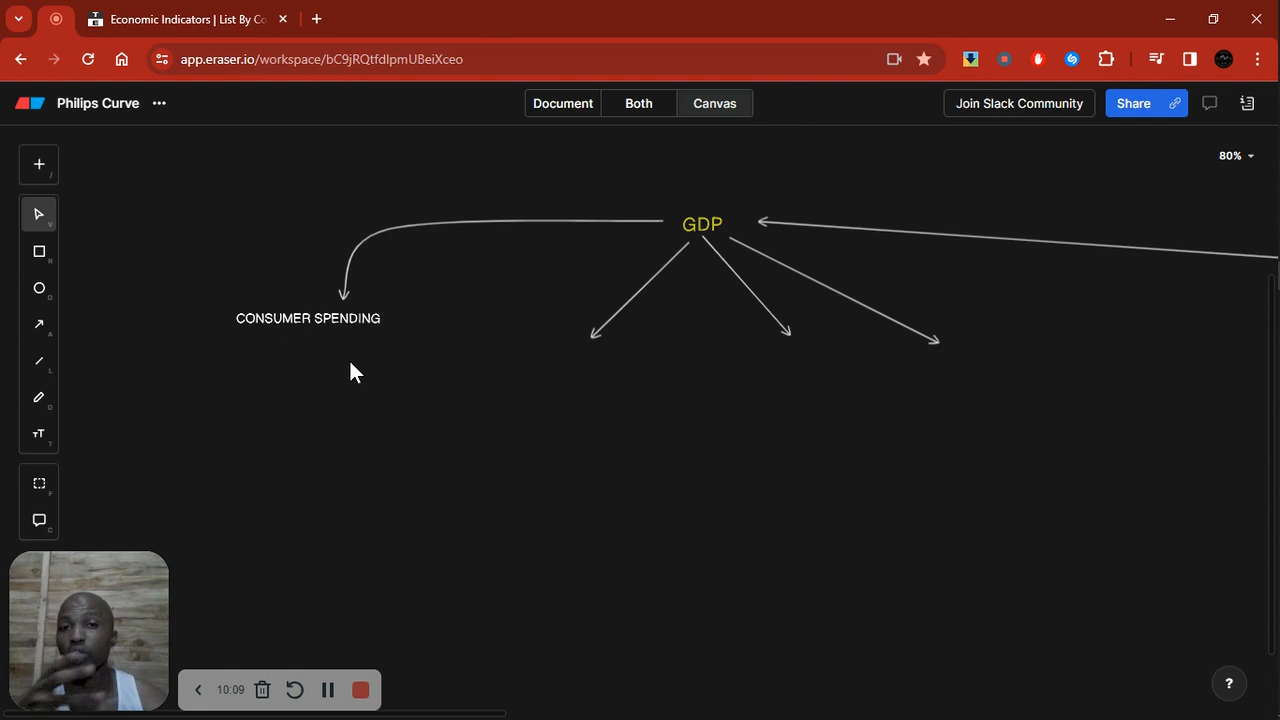 Economic Indicators | List By Co
app.eraser.io/workspace/bC9jRQtfdIpmUBeiXceo
Philips Curve
Document
Both
Canvas
Join Slack Community
Share
80%
GDP
CONSUMER SPENDING
10:09
?